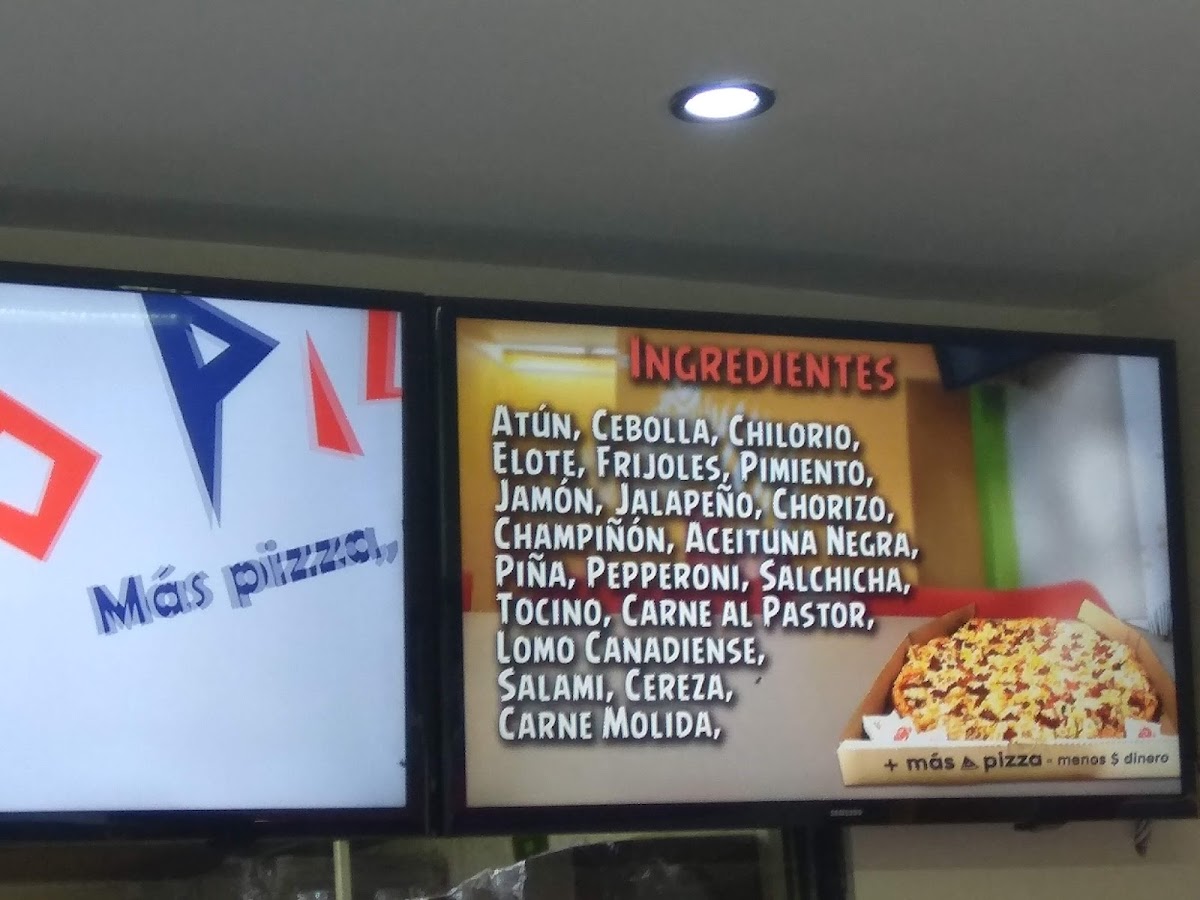 Más pizza,
INGREDIENTES
ATÚN, CEBOLLA, CHILORIO,
ELOTE, FRIJOLES, PIMIENTO,
JAMÓN, JALAPEÑO, CHORIZO,
CHAMPIÑÓN, ACEITUNA NEGRA,
PIÑA, PEPPERONI, SALCHICHA,
TOCINO, CARNE AL PASTOR,
LOMO CANADIENSE,
SALAMI, CEREZA,
CARNE MOLIDA,
+ más pizza - menos $ dinero
SAMSUNG